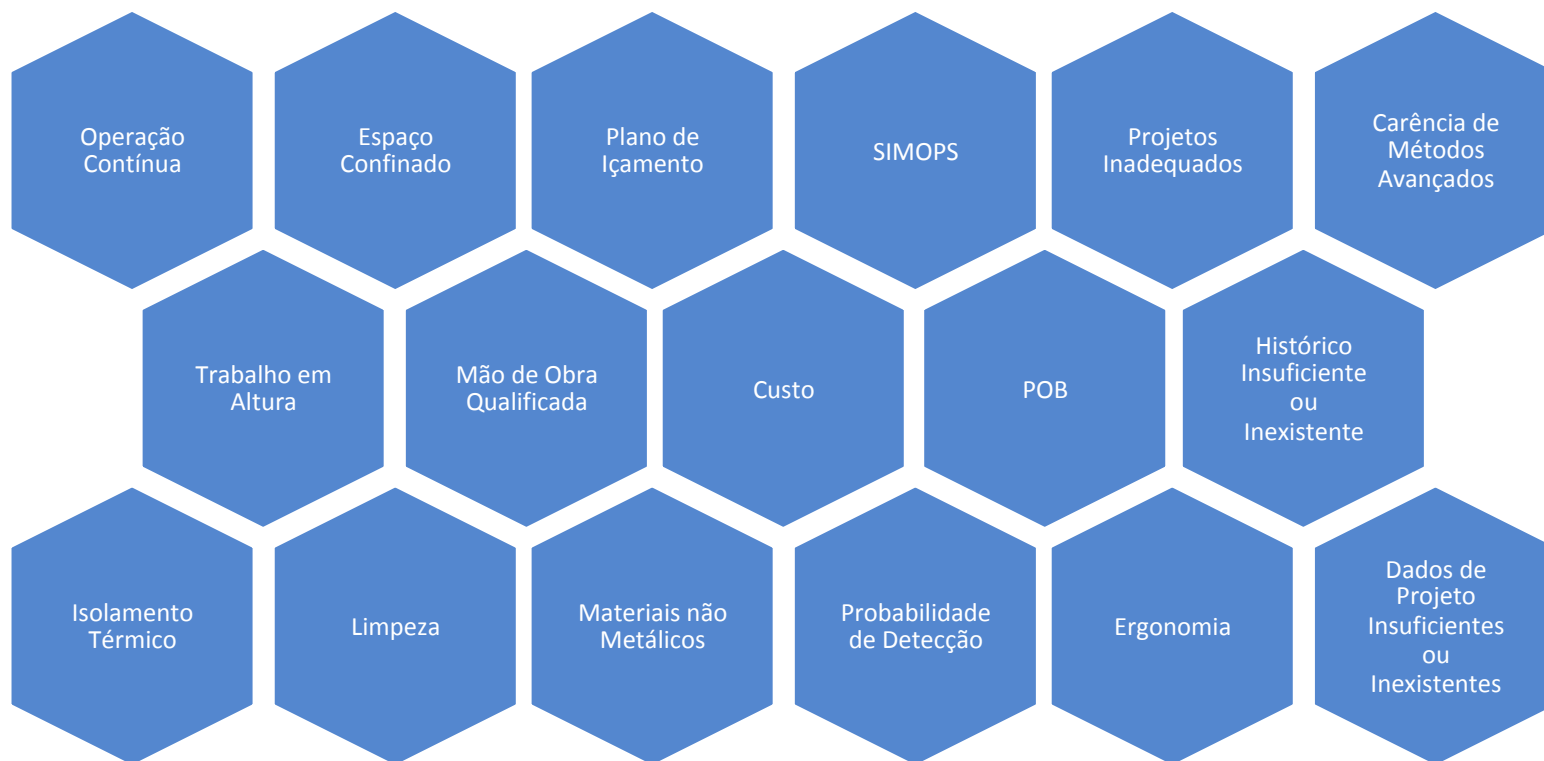 Operação
Contínua
Espaço
Confinado
Plano de
Içamento
SIMOPS
Projetos
Inadequados
Carência de
Métodos
Avançados
Trabalho em
Altura
Mão de Obra
Qualificada
Custo
POB
Histórico
Insuficiente
ou
Inexistente
Isolamento
Térmico
Limpeza
Materiais não
Metálicos
Probabilidade
de Detecção
Ergonomia
Dados de
Projeto
Insuficientes
ou
Inexistentes